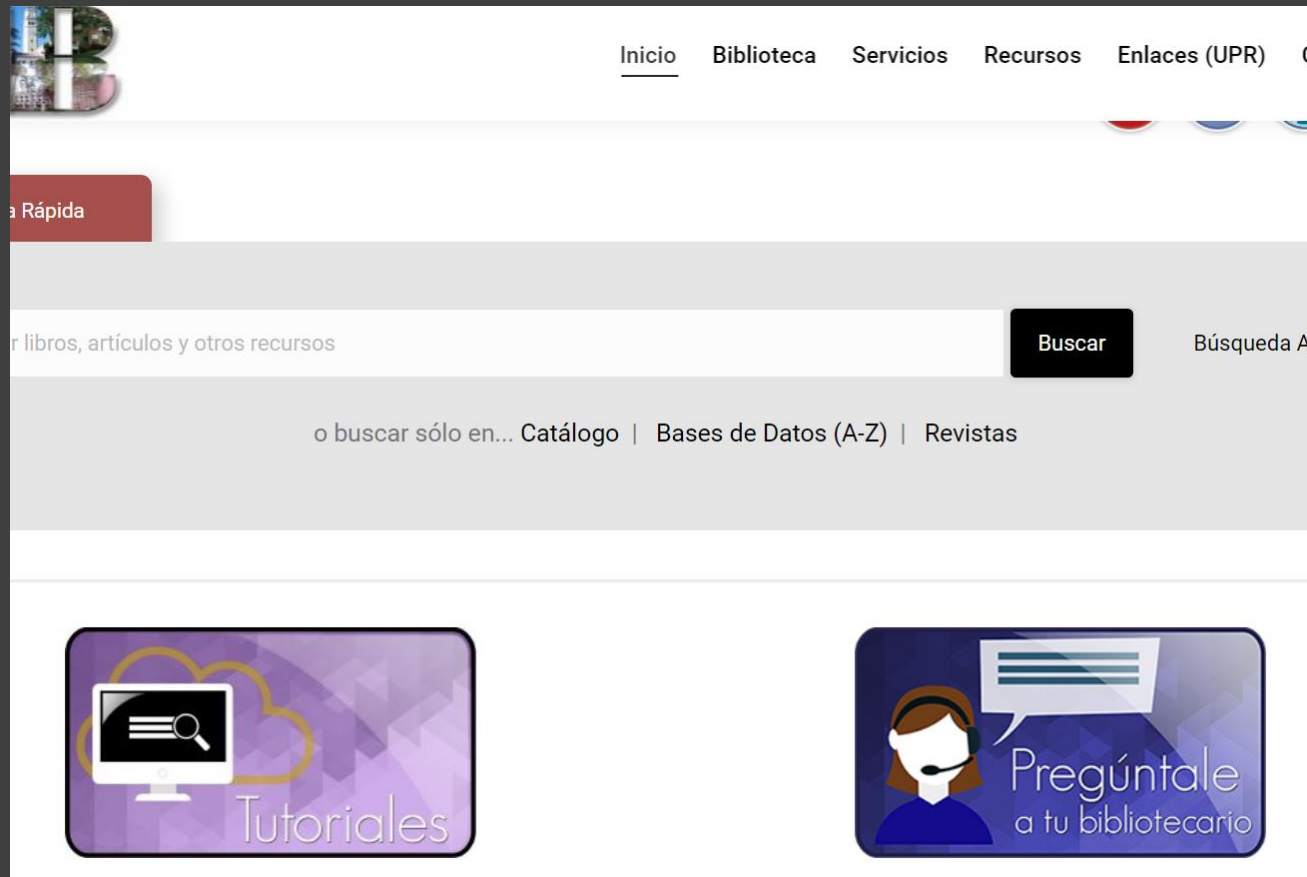 Inicio Biblioteca Servicios Recursos Enlaces (UPR)
Rápida
libros, artículos y otros recursos
Buscar
Búsqueda
o buscar sólo en... Catálogo | Bases de Datos (A-Z) | Revistas
Tutoriales
Pregúntale
a tu bibliotecario